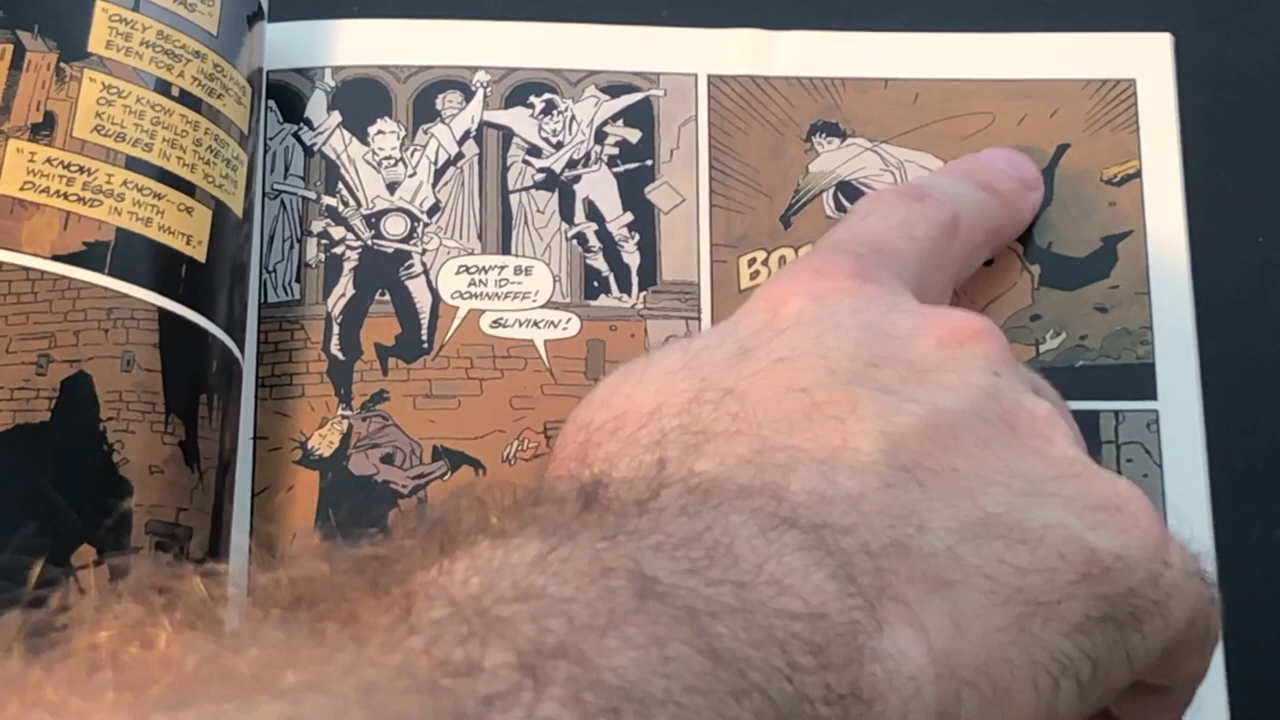 "ONLY BECAUSE YOU HAVE
THE WORST INSTINCTS--
EVEN FOR A THIEF."
"YOU KNOW THE FIRST LAW
OF THE GUILD IS NEVER
KILL THE HEN THAT LAYS
RUBIES IN THE YOLK--"
"I KNOW, I KNOW--OR
WHITE EGGS WITH
DIAMOND IN THE WHITE."
DON'T BE
AN ID--
OOMNNFFF!
SLIVIKIN!